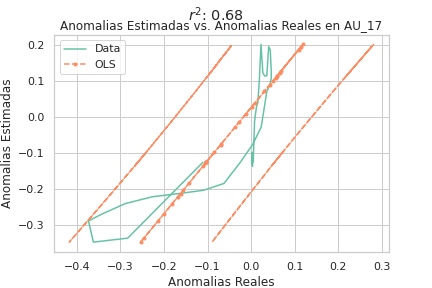 r²: 0.68
Anomalias Estimadas vs. Anomalias Reales en AU_17
Data
OLS
Anomalias Estimadas
0.2
0.1
0.0
−0.1
−0.2
−0.3
−0.4 −0.3 −0.2 −0.1 0.0 0.1 0.2 0.3
Anomalias Reales